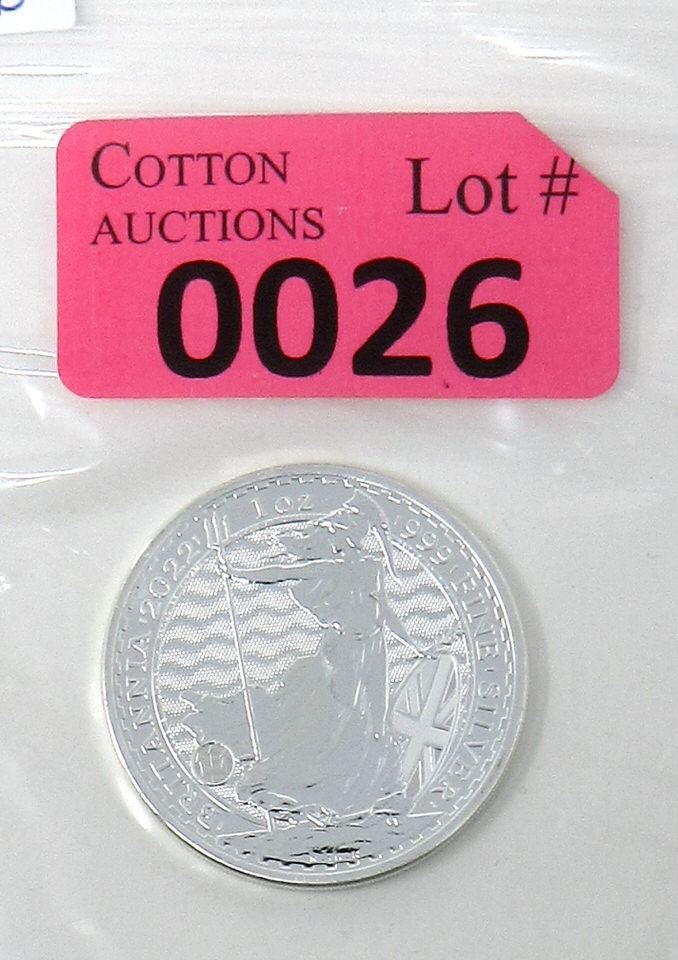 COTTON
AUCTIONS
Lot #
0026
BRITANNIA · 2022 · 1 OZ · 999 · FINE · SILVER ·